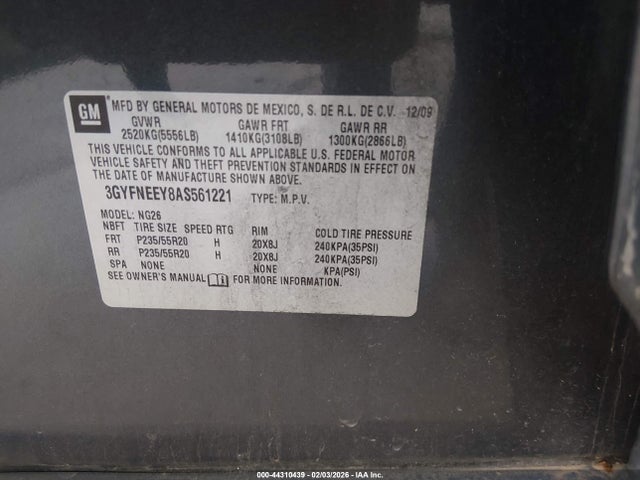 GM
MFD BY GENERAL MOTORS DE MEXICO, S. DE R.L. DE C.V. 12/09
GVWR GAWR FRT GAWR RR
2520KG(5556LB) 1410KG(3108LB) 1300KG(2866LB)
THIS VEHICLE CONFORMS TO ALL APPLICABLE U.S. FEDERAL MOTOR
VEHICLE SAFETY AND THEFT PREVENTION STANDARDS IN EFFECT ON
THE DATE OF MANUFACTURE SHOWN ABOVE.
3GYFNEEY8AS561221 TYPE: M.P.V.
MODEL: NG26
NBFT TIRE SIZE SPEED RTG RIM COLD TIRE PRESSURE
FRT P235/55R20 H 20X8J 240KPA(35PSI)
RR P235/55R20 H 20X8J 240KPA(35PSI)
SPA NONE NONE KPA(PSI)
SEE OWNER'S MANUAL FOR MORE INFORMATION.
000-44310439 - 02/03/2026 - IAA Inc.